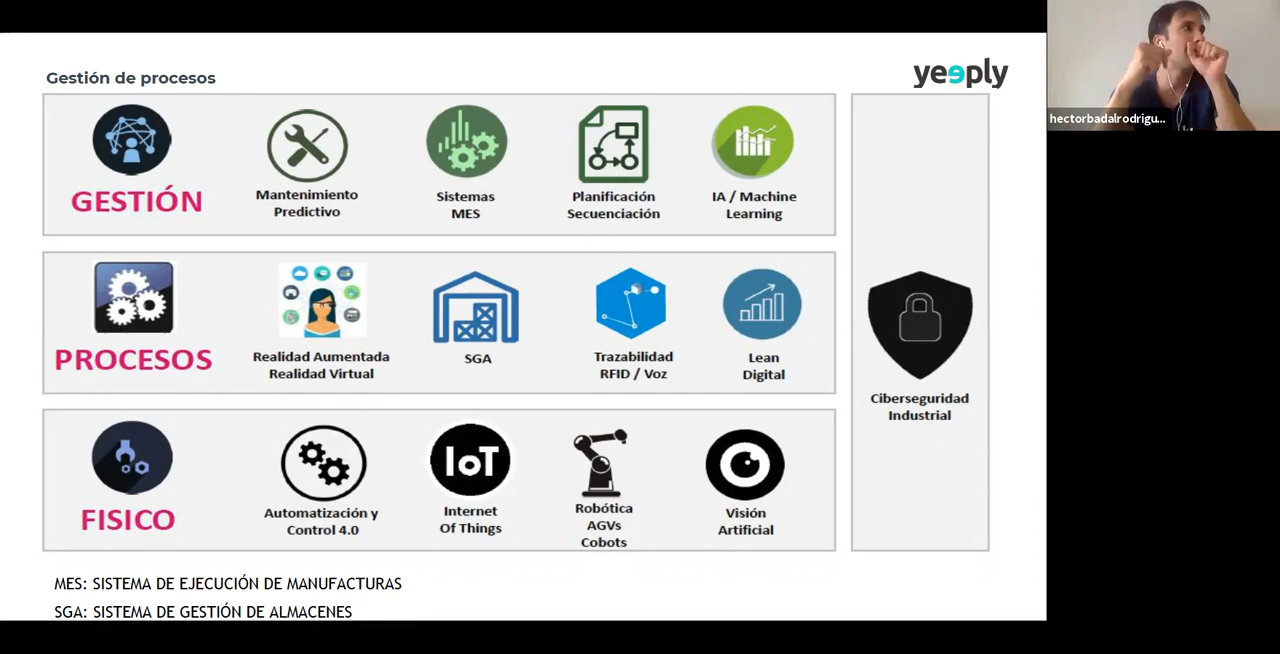 Gestión de procesos
yeeply
hectorbadalrodrigu...
GESTIÓN
Mantenimiento
Predictivo
Sistemas
MES
Planificación
Secuenciación
IA / Machine
Learning
PROCESOS
Realidad Aumentada
Realidad Virtual
SGA
Trazabilidad
RFID / Voz
Lean
Digital
FISICO
Automatización y
Control 4.0
IoT
Internet
Of Things
Robótica
AGVs
Cobots
Visión
Artificial
Ciberseguridad
Industrial
MES: SISTEMA DE EJECUCIÓN DE MANUFACTURAS
SGA: SISTEMA DE GESTIÓN DE ALMACENES